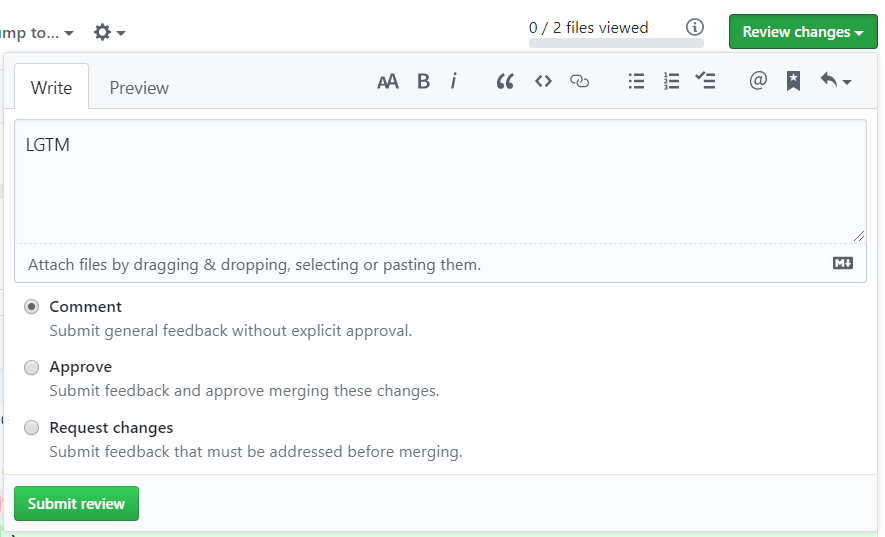 ump to...
0 / 2 files viewed
Review changes
Write
Preview
AA B i
@
LGTM
Attach files by dragging & dropping, selecting or pasting them.
M
Comment
Submit general feedback without explicit approval.
Approve
Submit feedback and approve merging these changes.
Request changes
Submit feedback that must be addressed before merging.
Submit review